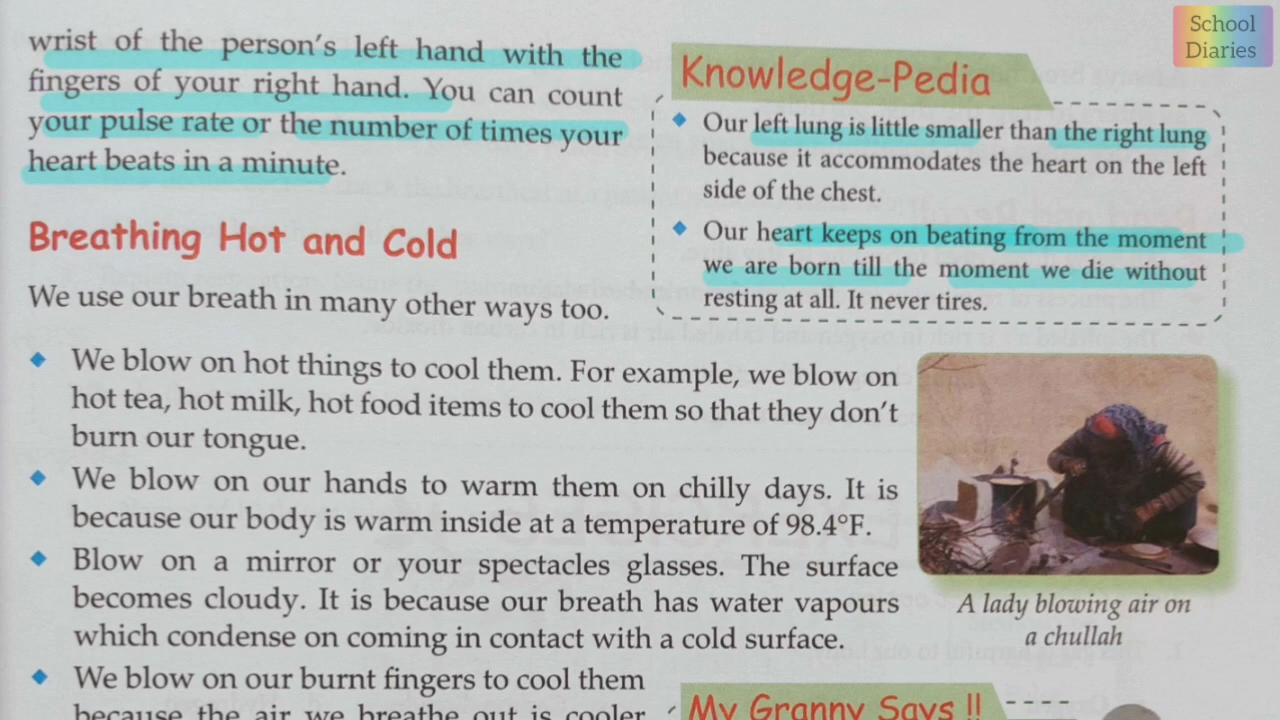 School
Diaries
wrist of the person's left hand with the
fingers of your right hand. You can count
your pulse rate or the number of times your
heart beats in a minute.
Knowledge-Pedia
Our left lung is little smaller than the right lung
because it accommodates the heart on the left
side of the chest.
Our heart keeps on beating from the moment
we are born till the moment we die without
resting at all. It never tires.
Breathing Hot and Cold
We use our breath in many other ways too.
We blow on hot things to cool them. For example, we blow on
hot tea, hot milk, hot food items to cool them so that they don't
burn our tongue.
We blow on our hands to warm them on chilly days. It is
because our body is warm inside at a temperature of 98.4°F.
Blow on a mirror or your spectacles glasses. The surface
becomes cloudy. It is because our breath has water vapours
which condense on coming in contact with a cold surface.
A lady blowing air on
a chullah
We blow on our burnt fingers to cool them
because the air we breathe out is cooler
My Granny Says !!